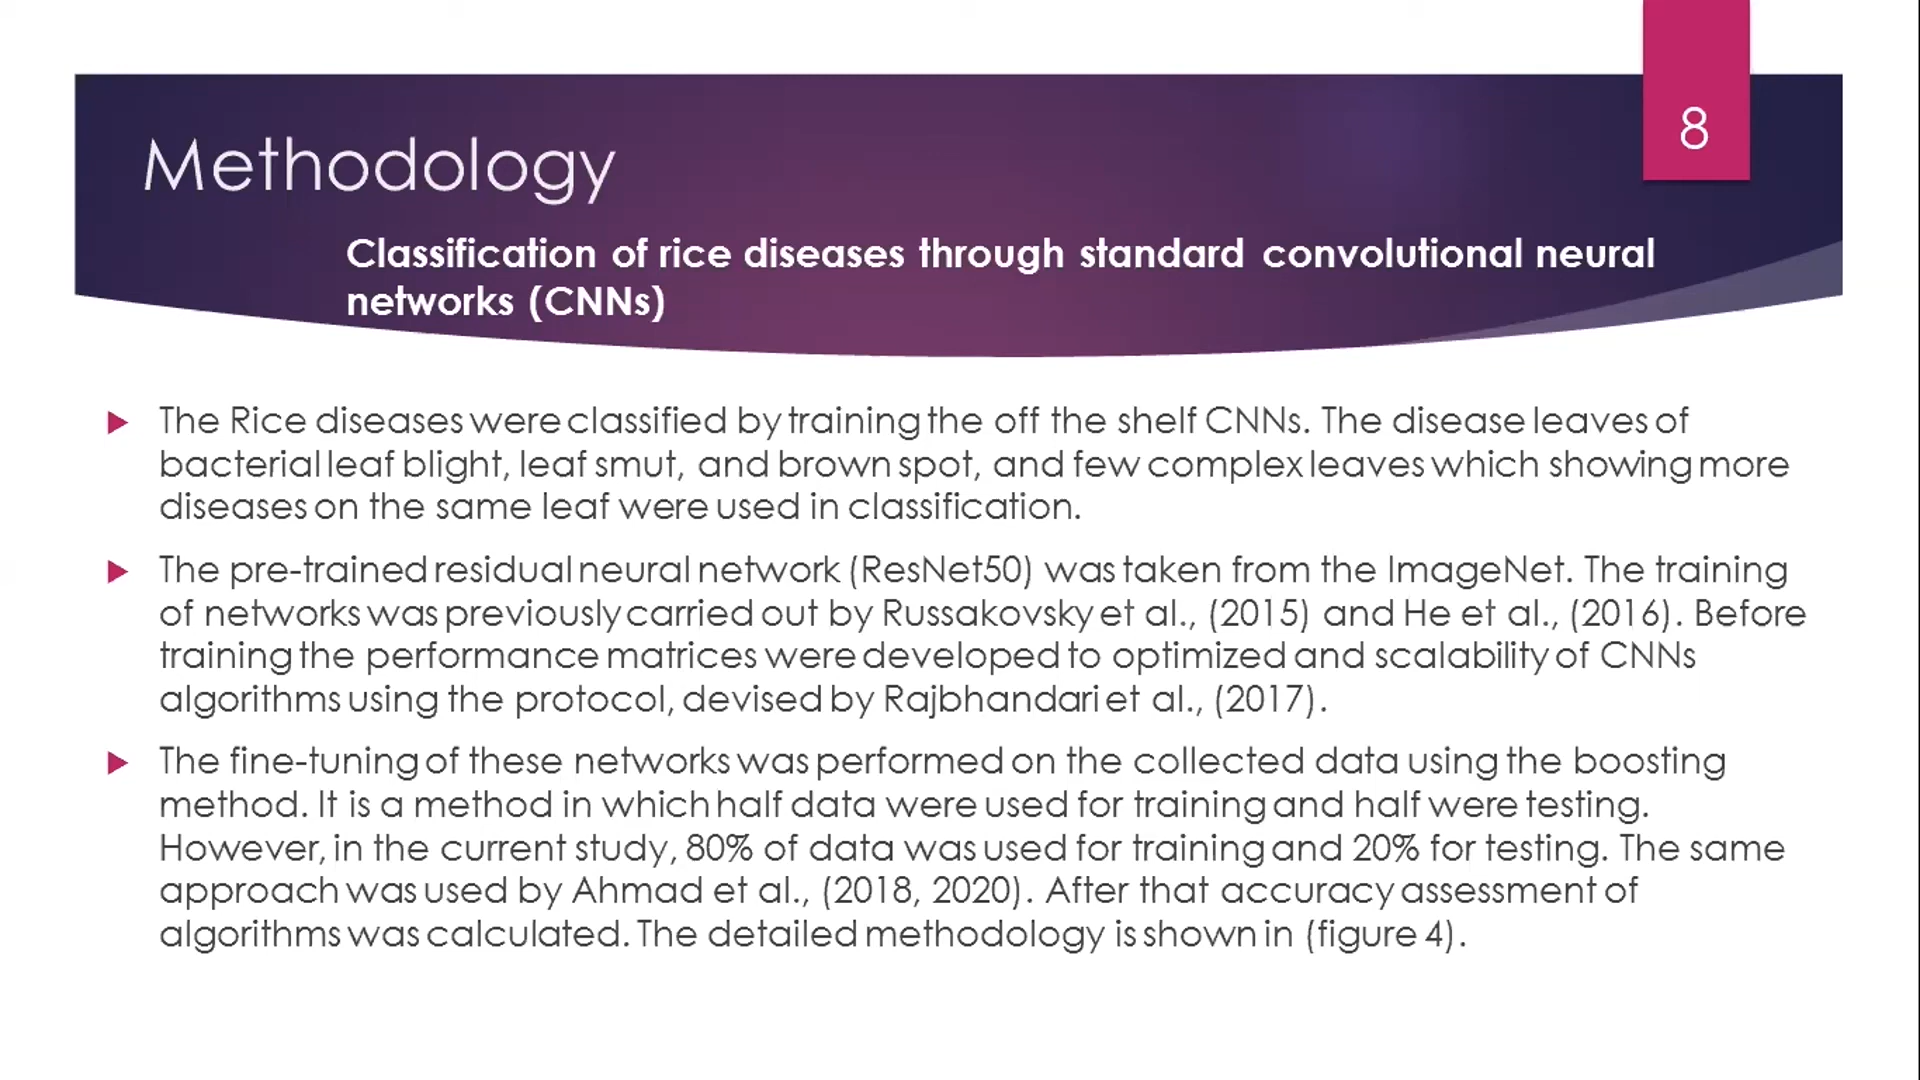 8
Methodology
Classification of rice diseases through standard convolutional neural
networks (CNNs)
The Rice diseases were classified by training the off the shelf CNNs. The disease leaves of
bacterial leaf blight, leaf smut, and brown spot, and few complex leaves which showing more
diseases on the same leaf were used in classification.
The pre-trained residual neural network (ResNet50) was taken from the ImageNet. The training
of networks was previously carried out by Russakovsky et al., (2015) and He et al., (2016). Before
training the performance matrices were developed to optimized and scalability of CNNs
algorithms using the protocol, devised by Rajbhandari et al., (2017).
The fine-tuning of these networks was performed on the collected data using the boosting
method. It is a method in which half data were used for training and half were testing.
However, in the current study, 80% of data was used for training and 20% for testing. The same
approach was used by Ahmad et al., (2018, 2020). After that accuracy assessment of
algorithms was calculated. The detailed methodology is shown in (figure 4).